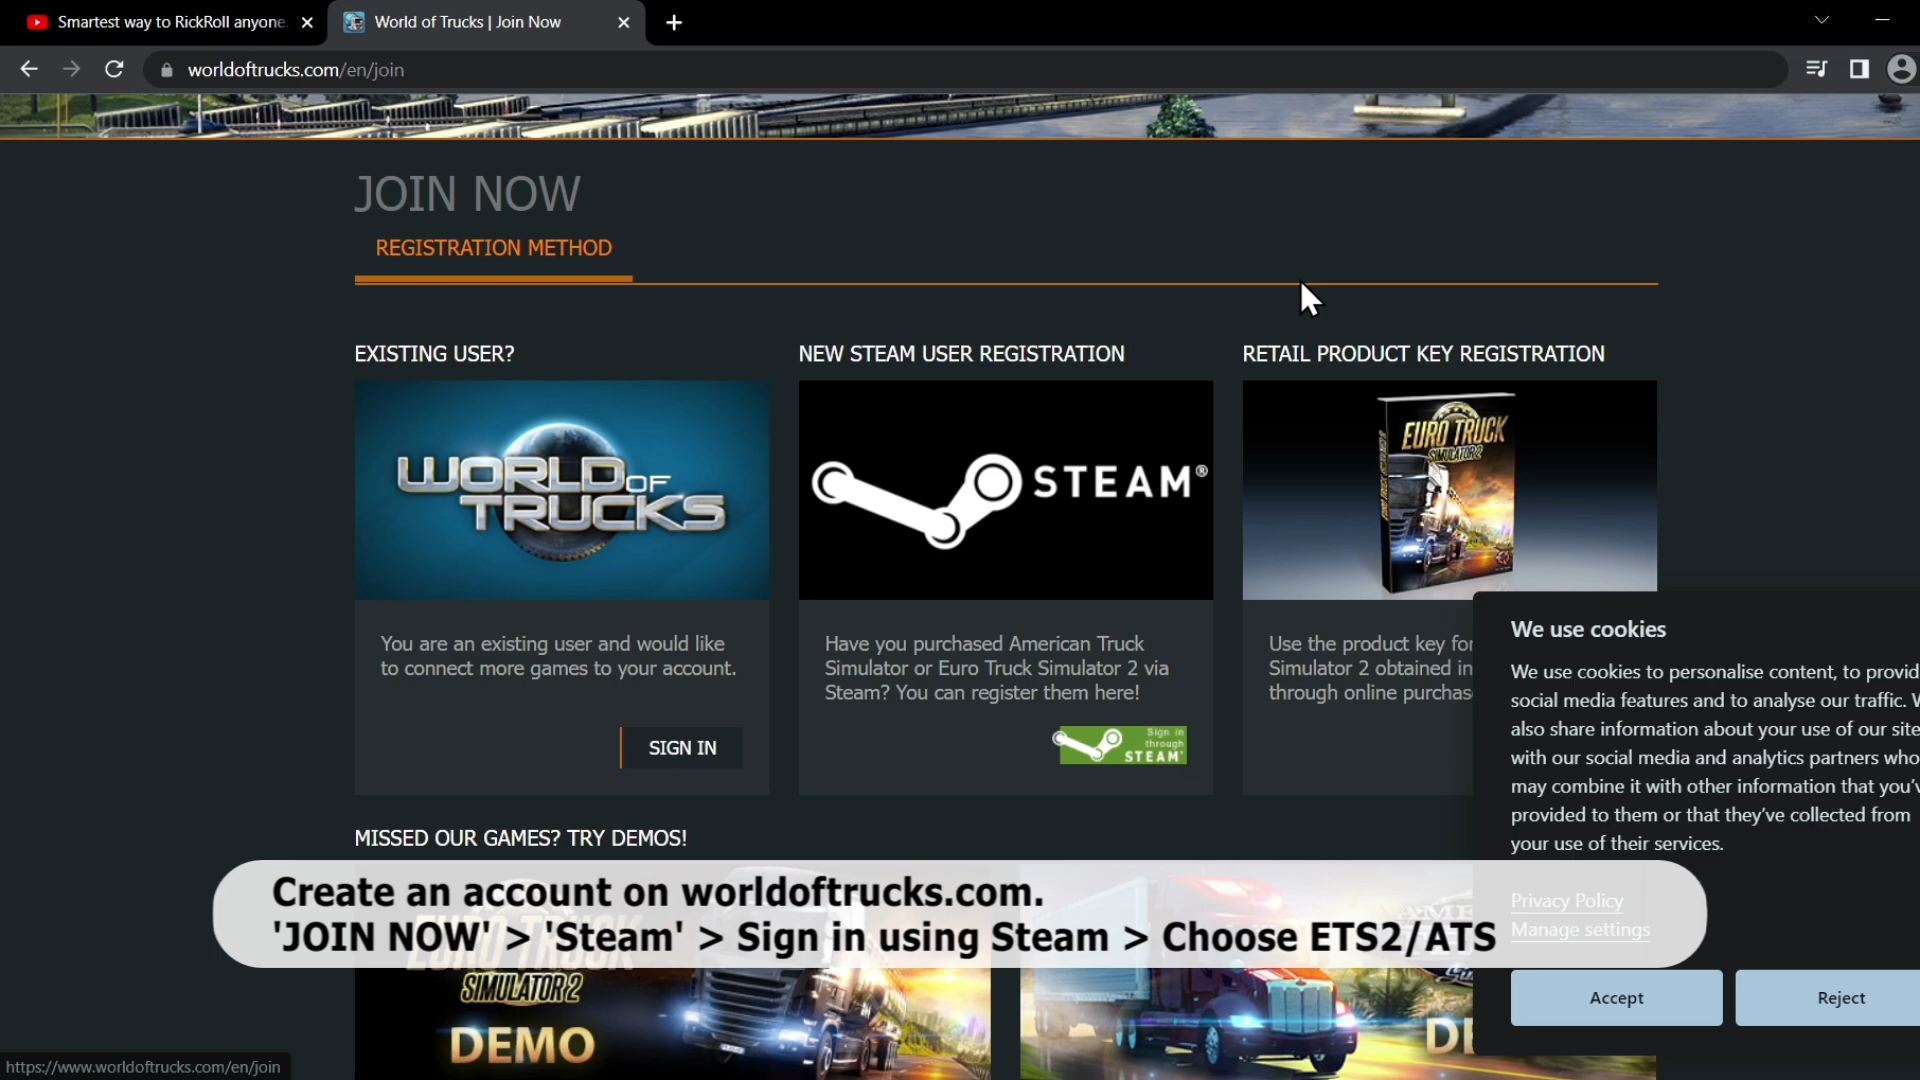 Smartest way to RickRoll anyone.
World of Trucks | Join Now
worldoftrucks.com/en/join
JOIN NOW
REGISTRATION METHOD
EXISTING USER?
NEW STEAM USER REGISTRATION
RETAIL PRODUCT KEY REGISTRATION
WORLD OF
TRUCKS
STEAM®
EURO TRUCK
SIMULATOR 2
You are an existing user and would like
to connect more games to your account.
SIGN IN
Have you purchased American Truck
Simulator or Euro Truck Simulator 2 via
Steam? You can register them here!
Sign in
through
STEAM
Use the product key for
Simulator 2 obtained in
through online purchas
We use cookies
We use cookies to personalise content, to provid
social media features and to analyse our traffic. W
also share information about your use of our site
with our social media and analytics partners who
may combine it with other information that you'v
provided to them or that they've collected from
your use of their services.
Privacy Policy
Manage settings
Accept
Reject
MISSED OUR GAMES? TRY DEMOS!
Create an account on worldoftrucks.com.
'JOIN NOW' > 'Steam' > Sign in using Steam > Choose ETS2/ATS
EURO TRUCK
SIMULATOR 2
DEMO
https://www.worldoftrucks.com/en/join